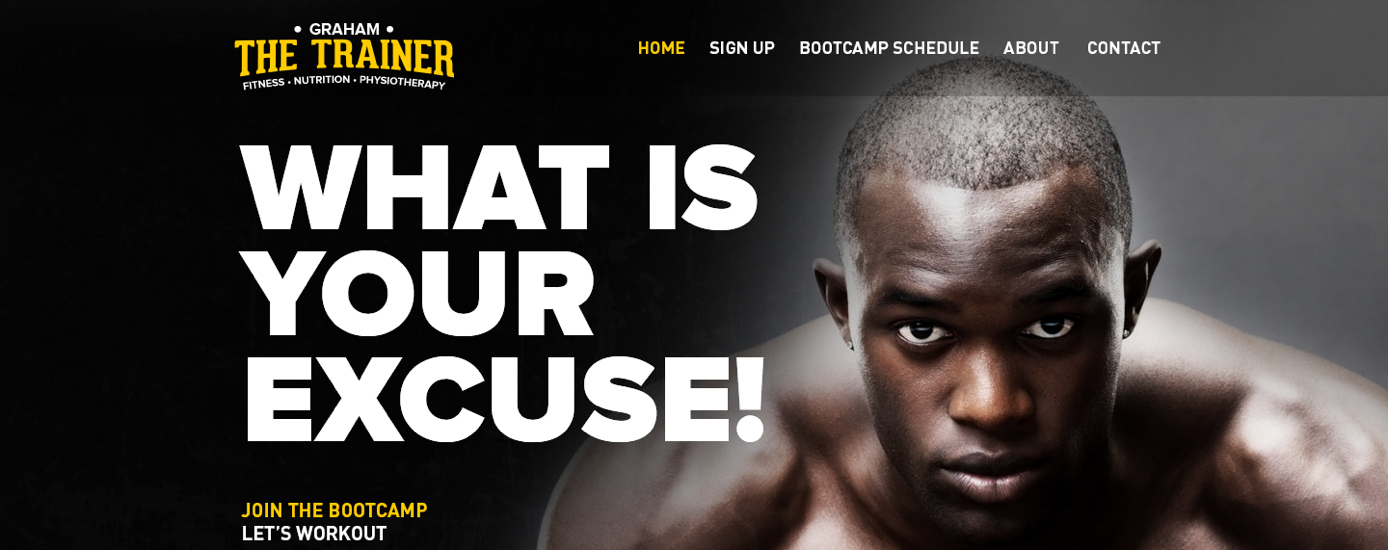 • GRAHAM •
THE TRAINER
FITNESS • NUTRITION • PHYSIOTHERAPY
HOME SIGN UP BOOTCAMP SCHEDULE ABOUT CONTACT
WHAT IS
YOUR
EXCUSE!
JOIN THE BOOTCAMP
LET'S WORKOUT